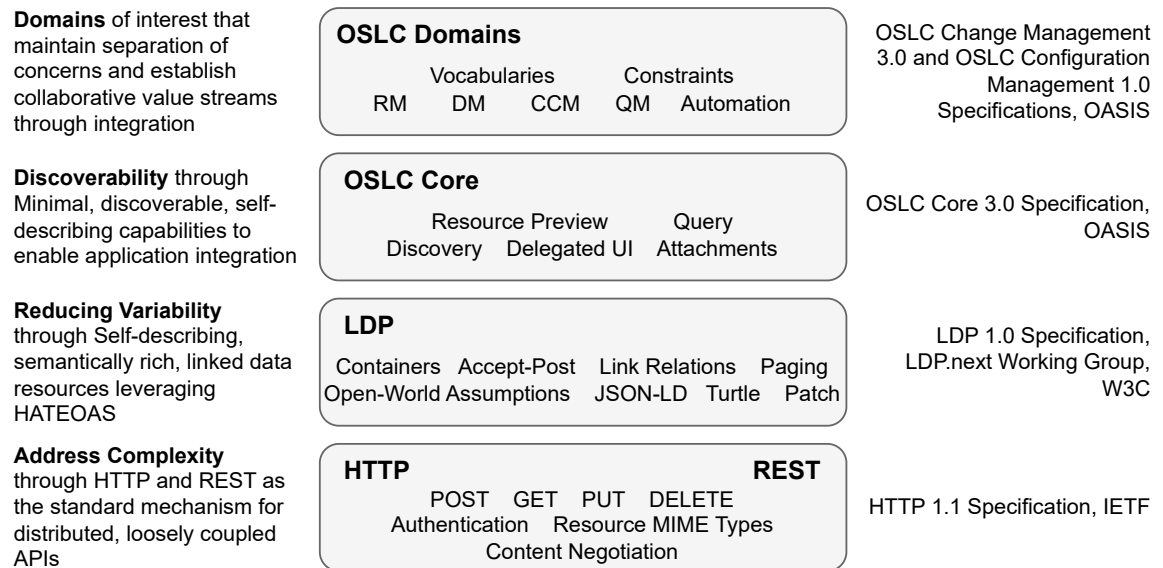 Domains of interest that
maintain separation of
concerns and establish
collaborative value streams
through integration
OSLC Domains
Vocabularies Constraints
RM DM CCM QM Automation
OSLC Change Management
3.0 and OSLC Configuration
Management 1.0
Specifications, OASIS
Discoverability through
Minimal, discoverable, self-
describing capabilities to
enable application integration
OSLC Core
Resource Preview Query
Discovery Delegated UI Attachments
OSLC Core 3.0 Specification,
OASIS
Reducing Variability
through Self-describing,
semantically rich, linked data
resources leveraging
HATEOAS
LDP
Containers Accept-Post Link Relations Paging
Open-World Assumptions JSON-LD Turtle Patch
LDP 1.0 Specification,
LDP.next Working Group,
W3C
Address Complexity
through HTTP and REST as
the standard mechanism for
distributed, loosely coupled
APIs
HTTP REST
POST GET PUT DELETE
Authentication Resource MIME Types
Content Negotiation
HTTP 1.1 Specification, IETF